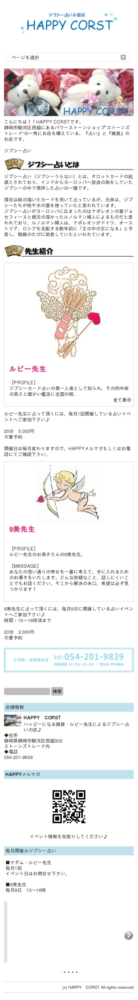 ジプシー占い＆雑貨
HAPPY CORST
ページを選択
HAPPY CORST
こんにちは！！HAPPY CORSTです。
静岡市駿河区西脇にあるパワーストーンショップ"ストーンズ
トレード"の一角にお店を構えている、『占い』と『雑貨』の
お店です。
ジプシー占い
ジプシー占いとは
ジプシー占い（ジプシーうらない）とは、タロットカードの起
源とされており、インドからヨーロッパへ放浪の旅をしていた
ジプシーの中で発祥した占いの一種です。
現在は絵の描いたカードを用いて占っているが、元来は、ジプ
シーたちが枝や木の葉を使っていたと言われています。
ジプシー占いがヨーロッパに広まったのはナポレオンの妻ジョ
セフィーヌと親交の深かったルノルマン婦人によるものだと言
われており、ルノルマン婦人は、ナポレオンがドイツ、オース
トリア、ロシアを支配する数年前に「王の中の王になる」と予
言し、戦線のたびに助言していたといわれています。
先生紹介
ルビー先生
【PROFILE】
ジプシーカード占いの第一人者として知られ、その的中率
の高さと暖かい鑑定に全国の相...
全て表示
ルビー先生に占って頂くには、毎月1回開催している占いイベ
ントへご参加下さい♪
20分　5,000円
※要予約
開催日は毎月変わりますので、HAPPYメルマガもしくはお電
話にてご確認下さい。
9美先生
【PROFILE】
ルビー先生のお弟子さんの9美先生。
【MASSAGE】
あなたの思い通りの幸せを一番に考えて、手に入れるため
のお導きをいたします。どんな些細なこと、話しにくいこ
とでもお話ください。そこから解決の糸口、希望は必ず見
つかります！
9美先生に占って頂くには、毎月9日に開催している占いイベン
トへご参加下さい♪
時間：13〜16時頃まで
20分　2,000円
※要予約
ご予約・お問合わせ
tel:054-201-9839
営業時間 10:00〜19:00 ／ 定休日 年中無休
検索
店舗情報
HAPPY　CORST
ハッピーになる雑貨・ルビー先生によるジプシー占
いの店♪
◆住所
静岡県静岡市駿河区西脇302
ストーンズトレード内
◆電話
054-201-9839
HAPPYメルマガ
イベント情報を先取りしてください♪
毎月開催☆ジプシー占い
■マダム・ルビー先生
毎月1回
イベント日はお問合せ下さい。
■9美先生
毎月9日　13〜16時
(c) HAPPY　CORST All rights reserved